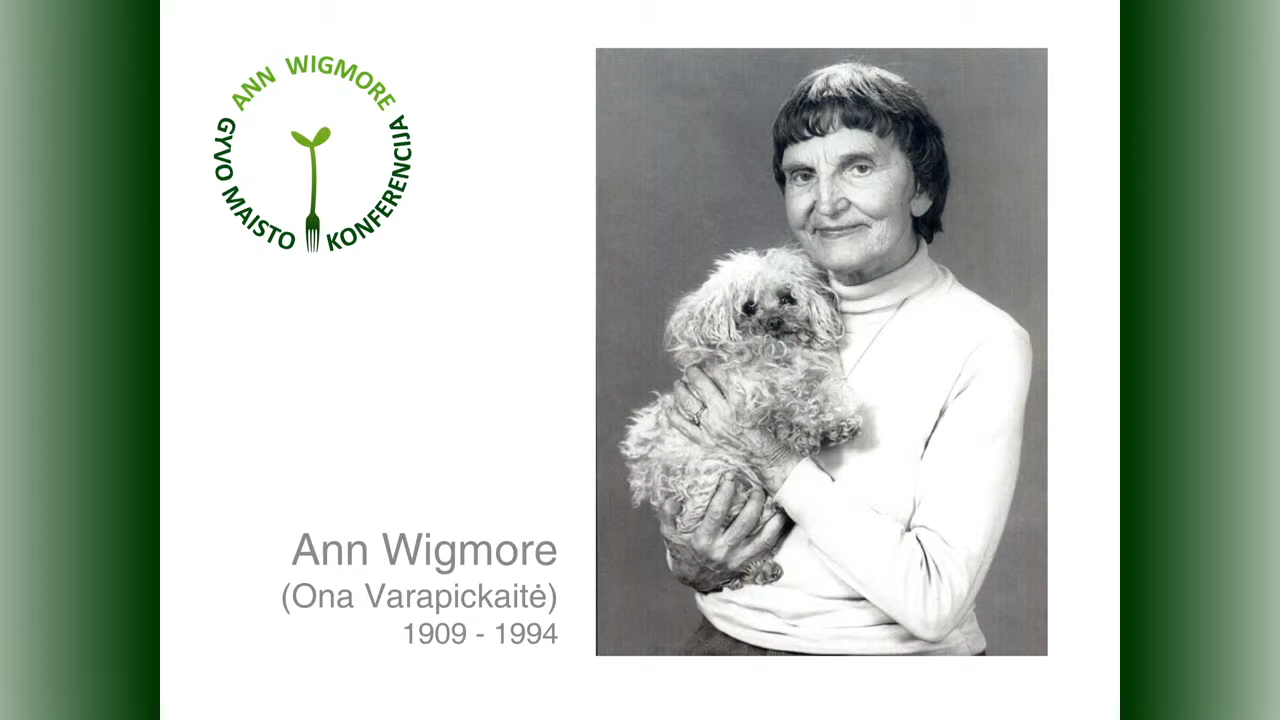 ANN WIGMORE
GYVO MAISTO KONFERENCIJA
Ann Wigmore
(Ona Varapickaitė)
1909 - 1994